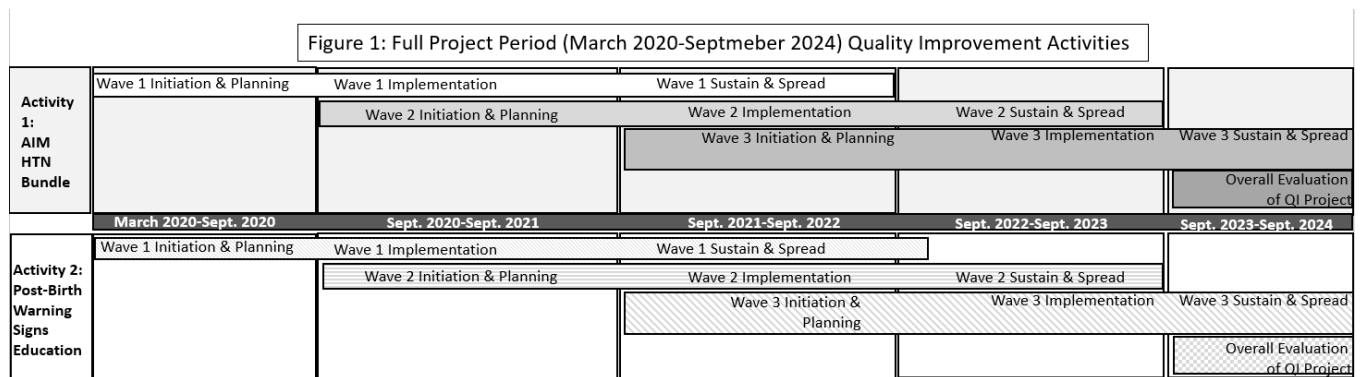 Figure 1: Full Project Period (March 2020-Septmeber 2024) Quality Improvement Activities
Activity
1:
AIM
HTN
Bundle
Wave 1 Initiation & Planning
Wave 1 Implementation
Wave 1 Sustain & Spread
Wave 2 Initiation & Planning
Wave 2 Implementation
Wave 2 Sustain & Spread
Wave 3 Initiation & Planning
Wave 3 Implementation
Wave 3 Sustain & Spread
Overall Evaluation
of QI Project
March 2020-Sept. 2020
Sept. 2020-Sept. 2021
Sept. 2021-Sept. 2022
Sept. 2022-Sept. 2023
Sept. 2023-Sept. 2024
Activity 2:
Post-Birth
Warning
Signs
Education
Wave 1 Initiation & Planning
Wave 1 Implementation
Wave 1 Sustain & Spread
Wave 2 Initiation & Planning
Wave 2 Implementation
Wave 2 Sustain & Spread
Wave 3 Initiation &
Planning
Wave 3 Implementation
Wave 3 Sustain & Spread
Overall Evaluation
of QI Project